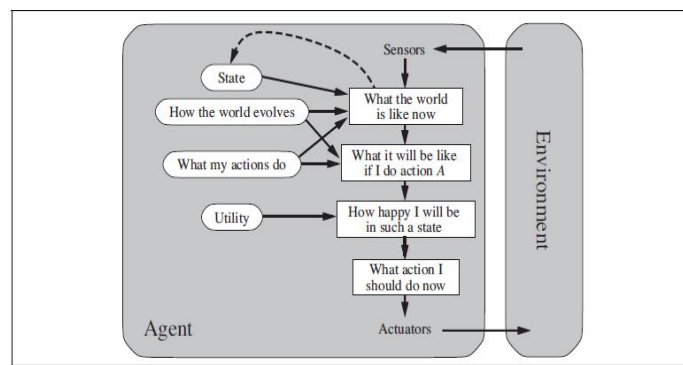 Sensors
State
What the world
is like now
How the world evolves
What it will be like
if I do action A
What my actions do
How happy I will be
in such a state
Utility
What action I
should do now
Agent
Actuators
Environment